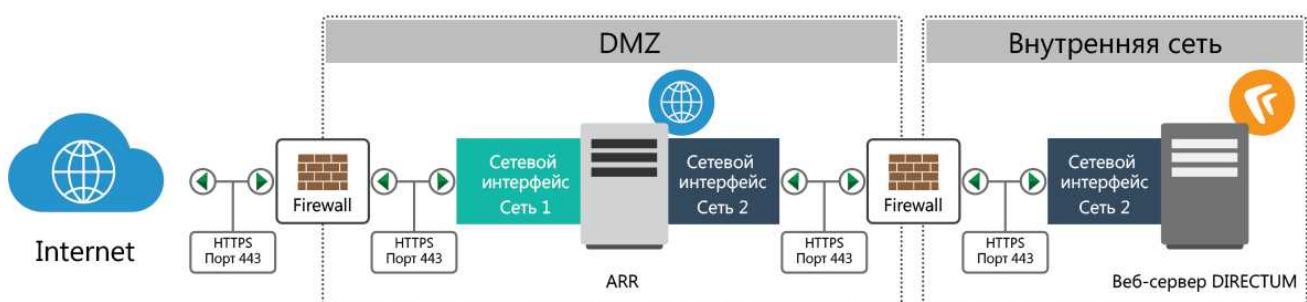 DMZ
Внутренняя сеть
Internet
HTTPS
Порт 443
Firewall
HTTPS
Порт 443
Сетевой
интерфейс
Сеть 1
ARR
Сетевой
интерфейс
Сеть 2
HTTPS
Порт 443
Firewall
HTTPS
Порт 443
Сетевой
интерфейс
Сеть 2
Веб-сервер DIRECTUM